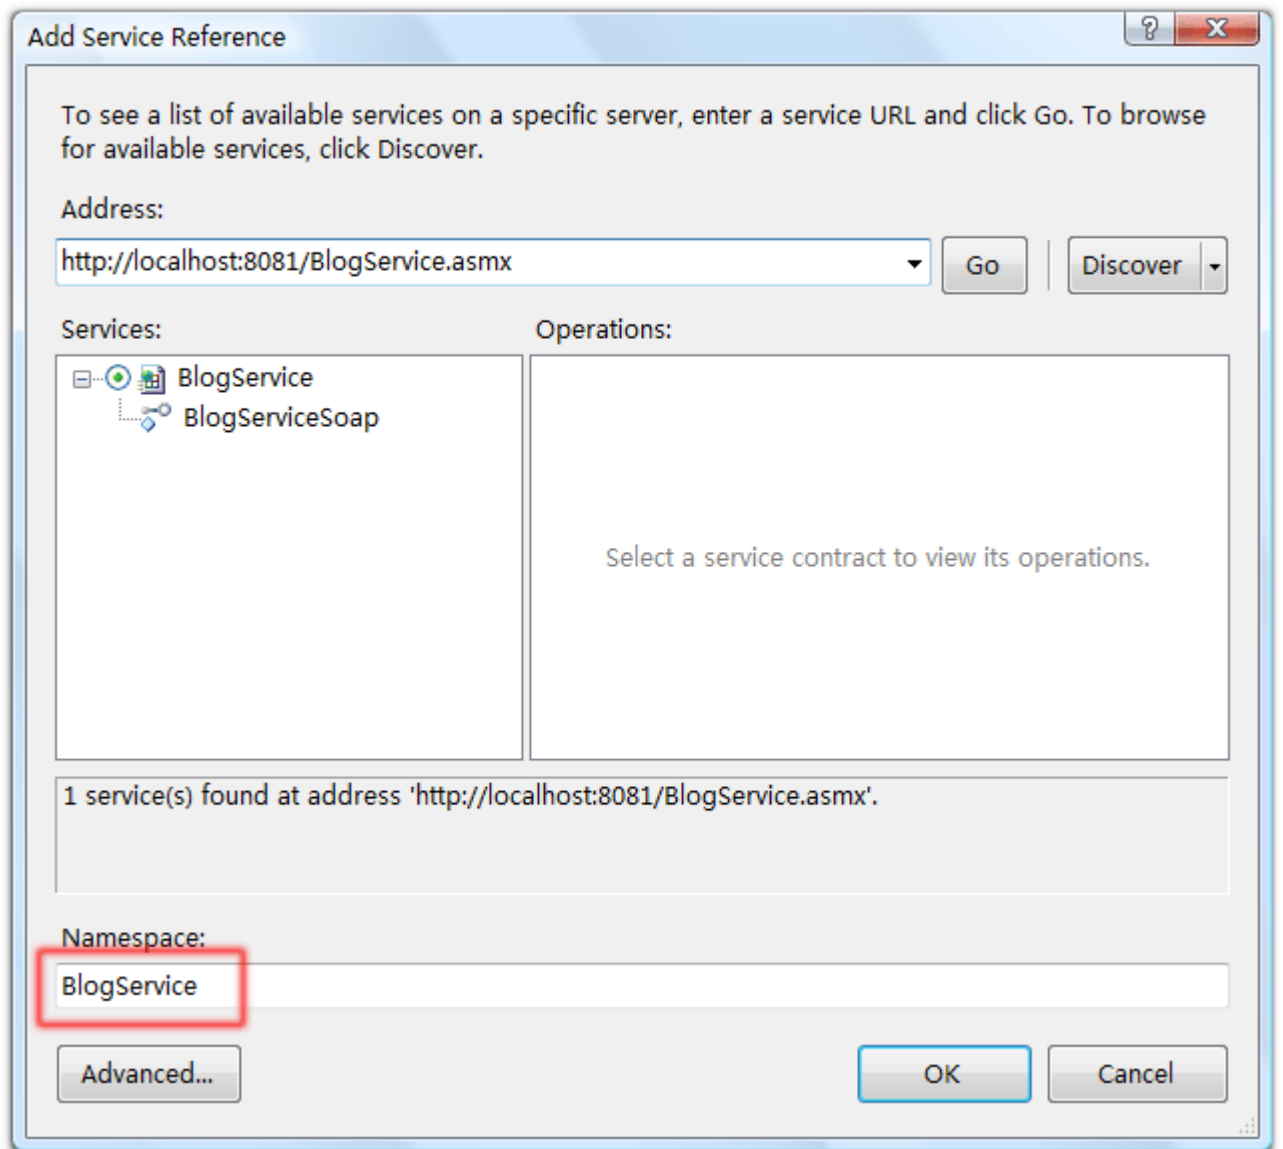 Add Service Reference
To see a list of available services on a specific server, enter a service URL and click Go. To browse
for available services, click Discover.
Address:
http://localhost:8081/BlogService.asmx
Go
Discover
Services:
Operations:
BlogService
BlogServiceSoap
Select a service contract to view its operations.
1 service(s) found at address 'http://localhost:8081/BlogService.asmx'.
Namespace:
BlogService
Advanced...
OK
Cancel